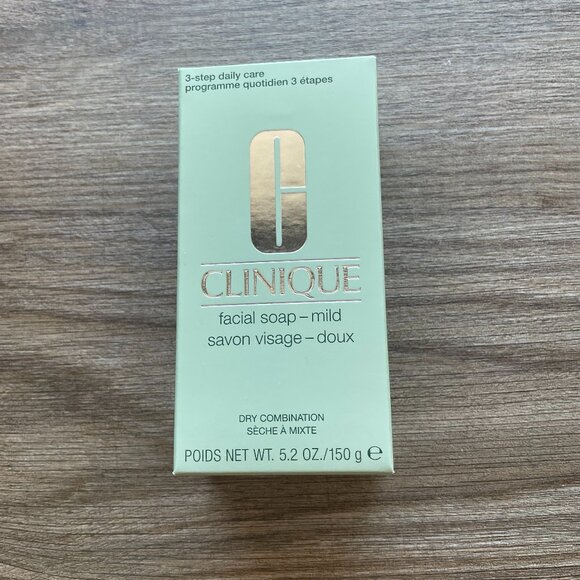 3-step daily care
programme quotidien 3 étapes
C
CLINIQUE
facial soap – mild
savon visage – doux
DRY COMBINATION
SÈCHE À MIXTE
POIDS NET WT. 5.2 OZ./150 g ℮